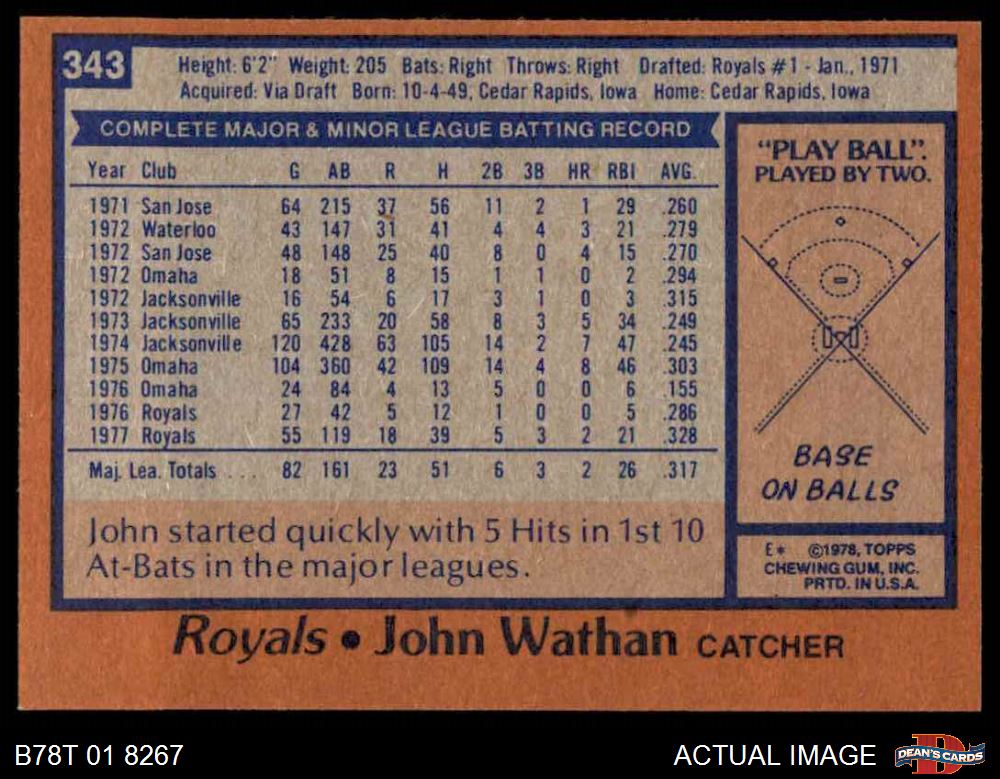 343
Height: 6'2" Weight: 205 Bats: Right Throws: Right Drafted: Royals #1 - Jan., 1971
Acquired: Via Draft Born: 10-4-49, Cedar Rapids, Iowa Home: Cedar Rapids, Iowa
COMPLETE MAJOR & MINOR LEAGUE BATTING RECORD
Year Club G AB R H 2B 3B HR RBI AVG.
1971 San Jose 64 215 37 56 11 2 1 29 .260
1972 Waterloo 43 147 31 41 4 4 3 21 .279
1972 San Jose 48 148 25 40 8 0 4 15 .270
1972 Omaha 18 51 8 15 1 1 0 2 .294
1972 Jacksonville 16 54 6 17 3 1 0 3 .315
1973 Jacksonville 65 233 20 58 8 3 5 34 .249
1974 Jacksonville 120 428 63 105 14 2 7 47 .245
1975 Omaha 104 360 42 109 14 4 8 46 .303
1976 Omaha 24 84 4 13 5 0 0 6 .155
1976 Royals 27 42 5 12 1 0 0 5 .286
1977 Royals 55 119 18 39 5 3 2 21 .328
Maj. Lea. Totals . . . 82 161 23 51 6 3 2 26 .317
John started quickly with 5 Hits in 1st 10
At-Bats in the major leagues.
"PLAY BALL".
PLAYED BY TWO.
BASE
ON BALLS
E* ©1978, TOPPS
CHEWING GUM, INC.
PRTD. IN U.S.A.
Royals • John Wathan CATCHER
B78T 01 8267
ACTUAL IMAGE
DEAN'S CARDS